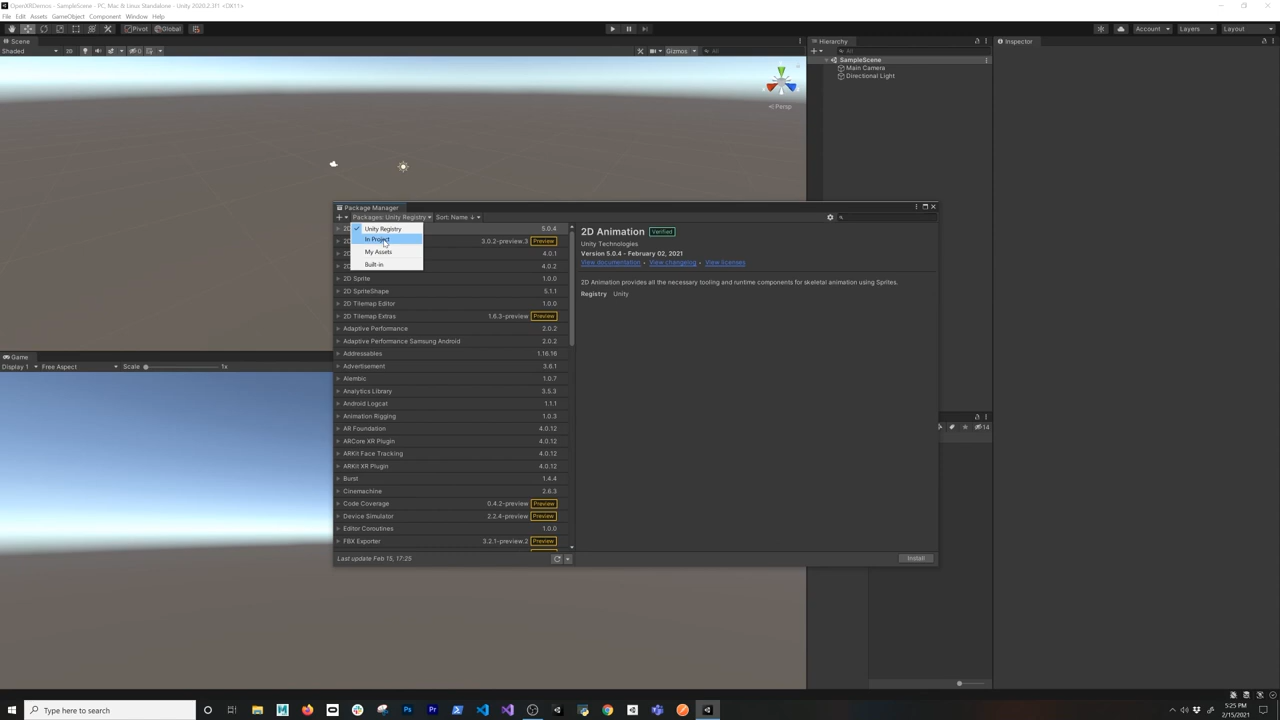 OpenXRDemos - SampleScene - PC, Mac & Linux Standalone - Unity 2020.2.3f1 <DX11>
File Edit Assets GameObject Component Window Help
Pivot Global
Account Layers Layout
Scene
Shaded 2D
Gizmos All
Persp
Hierarchy
All
SampleScene
Main Camera
Directional Light
Inspector
Game
Display 1 Free Aspect Scale 1x
Package Manager
Packages: Unity Registry Sort: Name ↓
Unity Registry
In Project
My Assets
Built-in
2D 5.0.4
2D 3.0.2-preview.3 Preview
2D 4.0.1
2D 4.0.2
2D Sprite 1.0.0
2D SpriteShape 5.1.1
2D Tilemap Editor 1.0.0
2D Tilemap Extras 1.6.3-preview Preview
Adaptive Performance 2.0.2
Adaptive Performance Samsung Android 2.0.2
Addressables 1.16.16
Advertisement 3.6.1
Alembic 1.0.7
Analytics Library 3.5.3
Android Logcat 1.1.1
Animation Rigging 1.0.3
AR Foundation 4.0.12
ARCore XR Plugin 4.0.12
ARKit Face Tracking 4.0.12
ARKit XR Plugin 4.0.12
Burst 1.4.4
Cinemachine 2.6.3
Code Coverage 0.4.2-preview Preview
Device Simulator 2.2.4-preview Preview
Editor Coroutines 1.0.0
FBX Exporter 3.2.1-preview.2 Preview
Last update Feb 15, 17:25
2D Animation Verified
Unity Technologies
Version 5.0.4 - February 02, 2021
View documentation • View changelog • View licenses
2D Animation provides all the necessary tooling and runtime components for skeletal animation using Sprites.
Registry Unity
Install
14
Type here to search
5:25 PM
2/15/2021